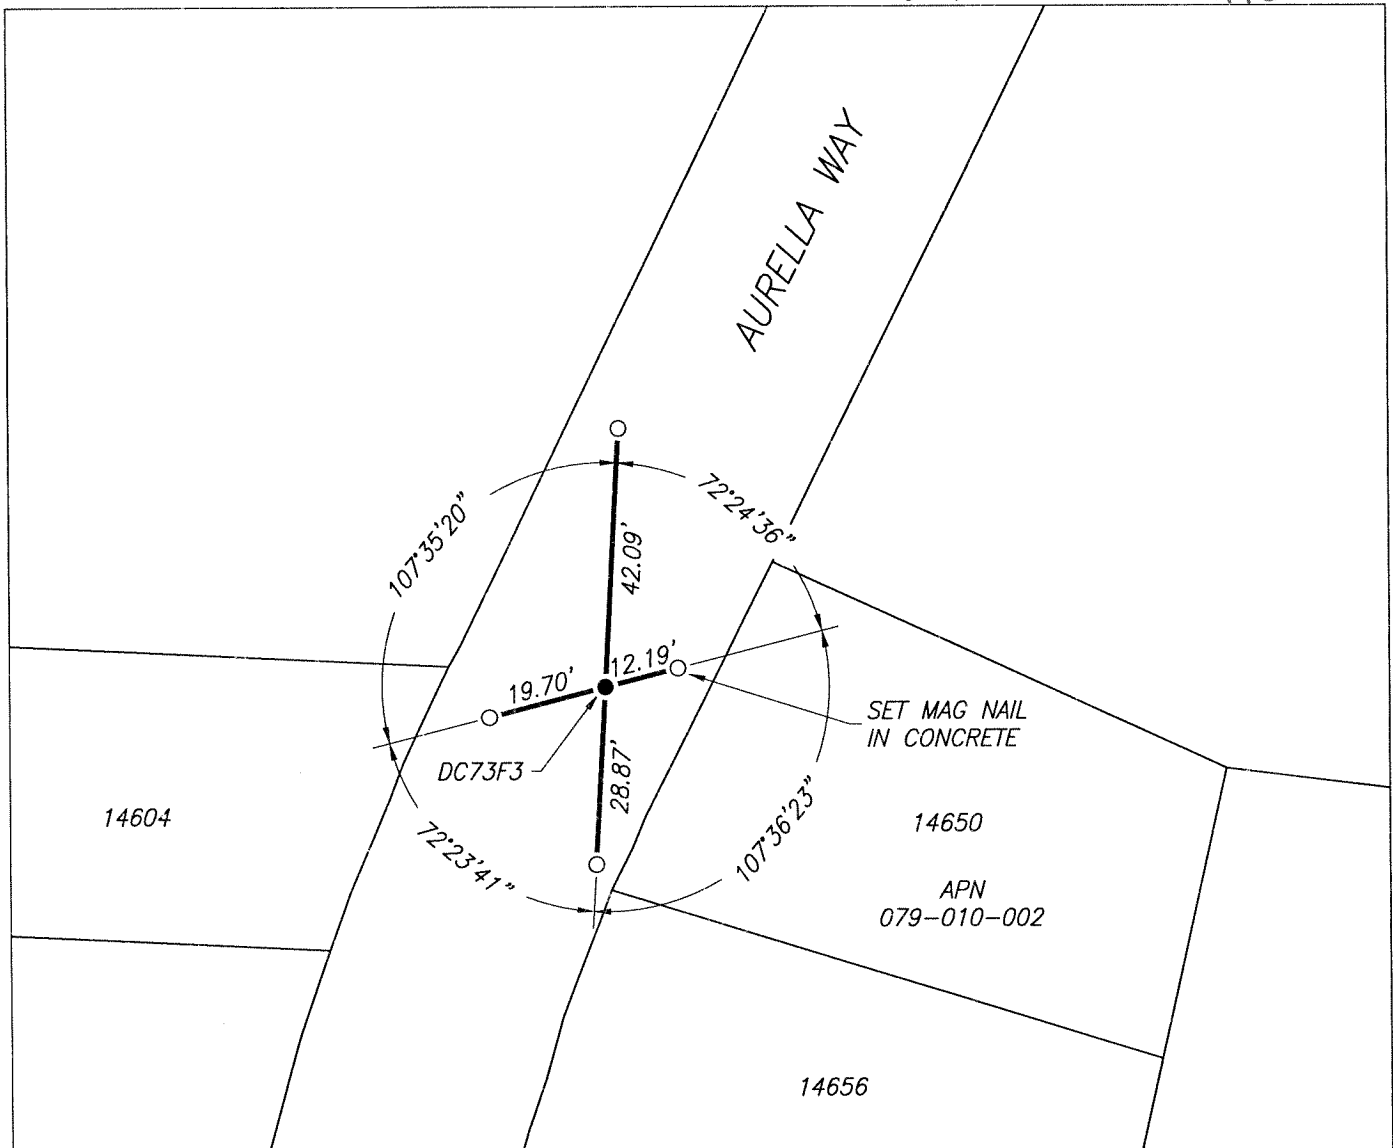 AURELLA WAY
72°24'36"
107°35'20"
42.09'
12.19'
19.70'
SET MAG NAIL
IN CONCRETE
DC73F3
28.87'
14604
14650
107°36'23"
72°23'41"
APN
079-010-002
14656